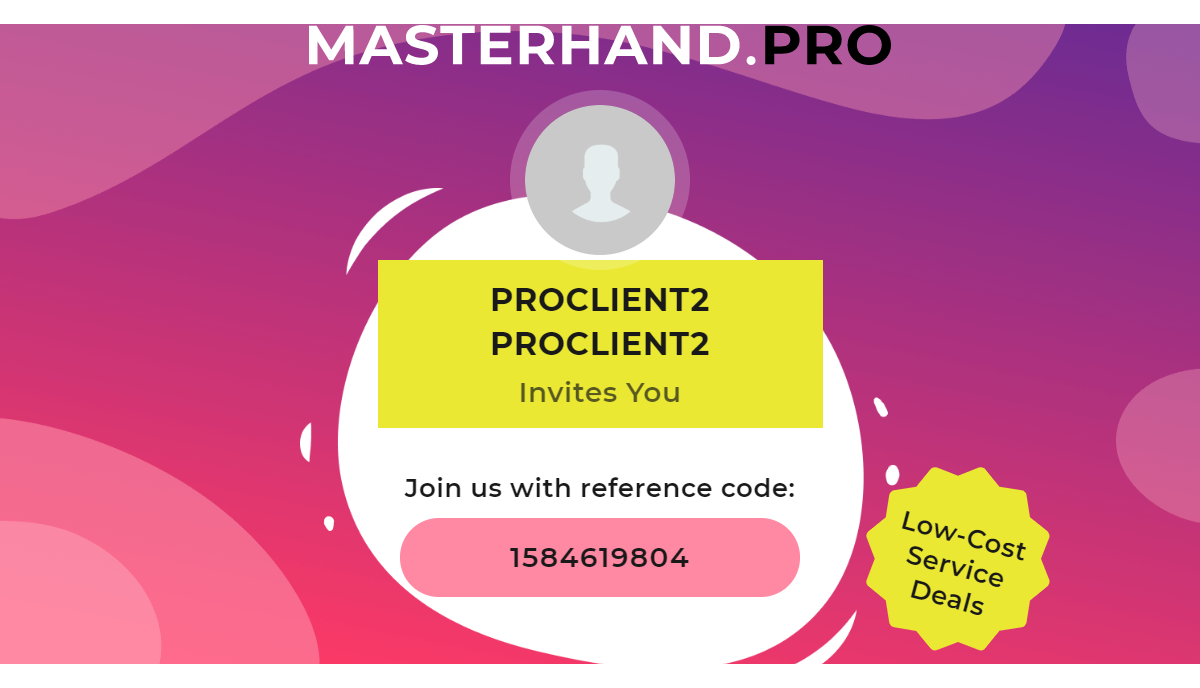 MASTERHAND.PRO
PROCLIENT2
PROCLIENT2
Invites You
Join us with reference code:
1584619804
Low-Cost
Service
Deals